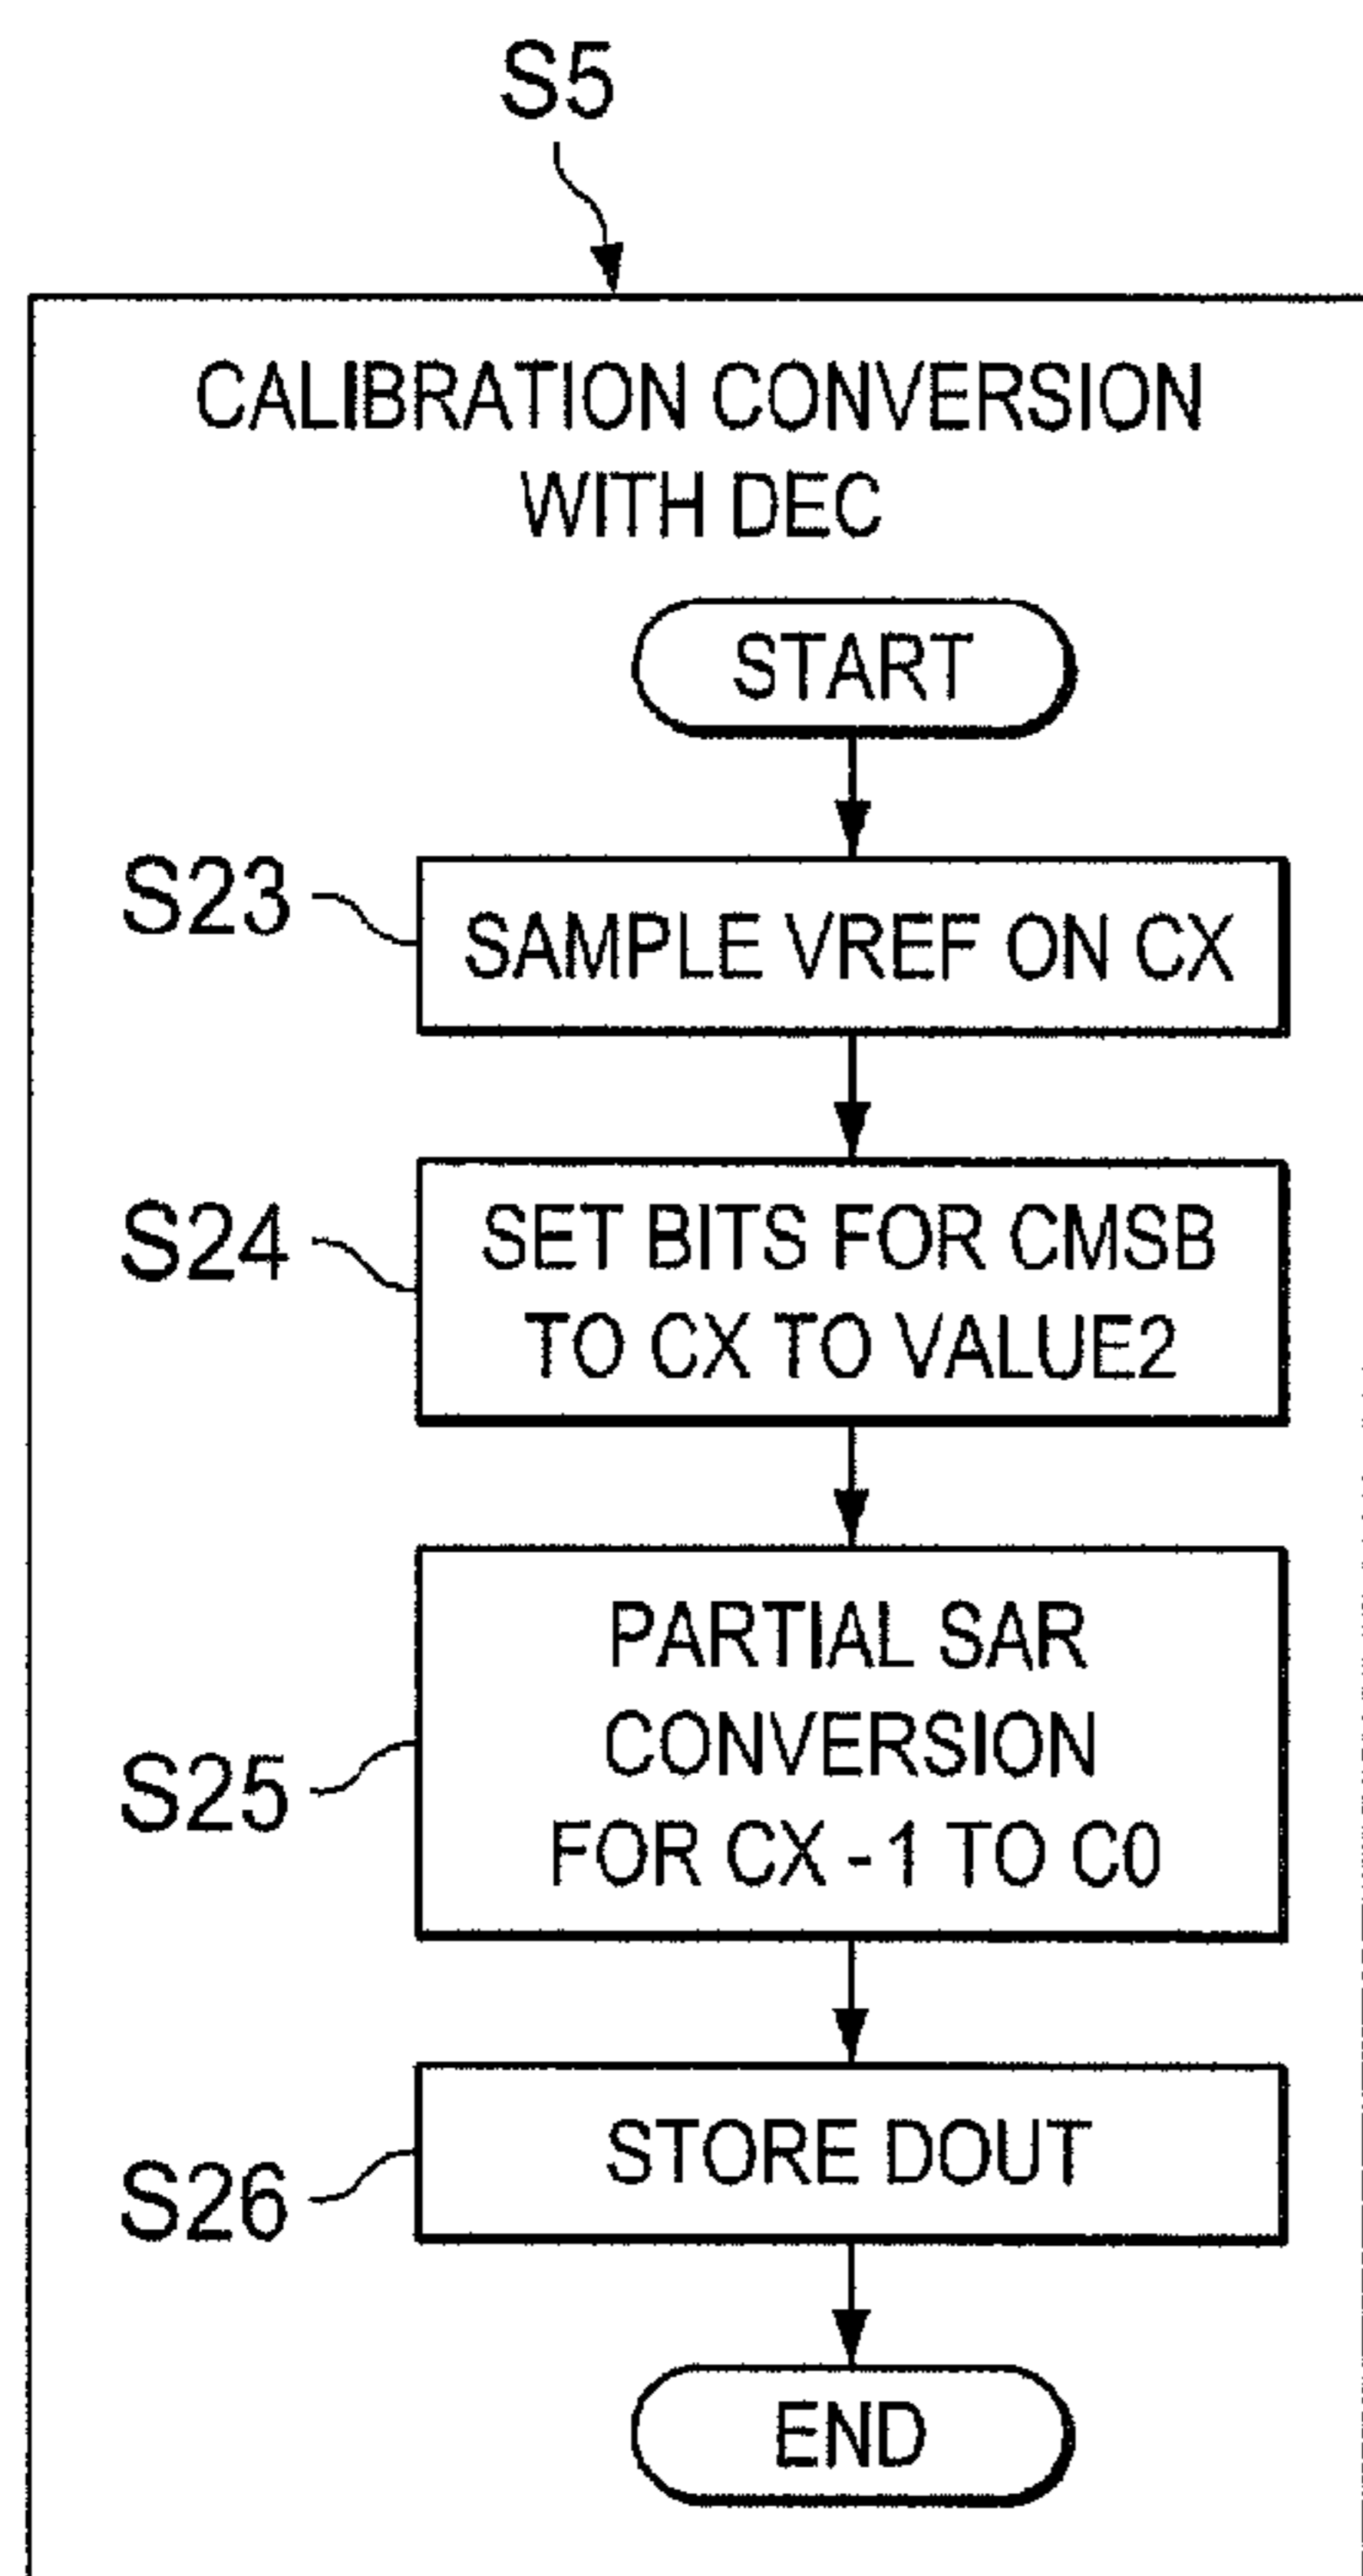 S5
CALIBRATION CONVERSION
WITH DEC
START
S23
SAMPLE VREF ON CX
S24
SET BITS FOR CMSB
TO CX TO VALUE2
S25
PARTIAL SAR
CONVERSION
FOR CX - 1 TO C0
S26
STORE DOUT
END